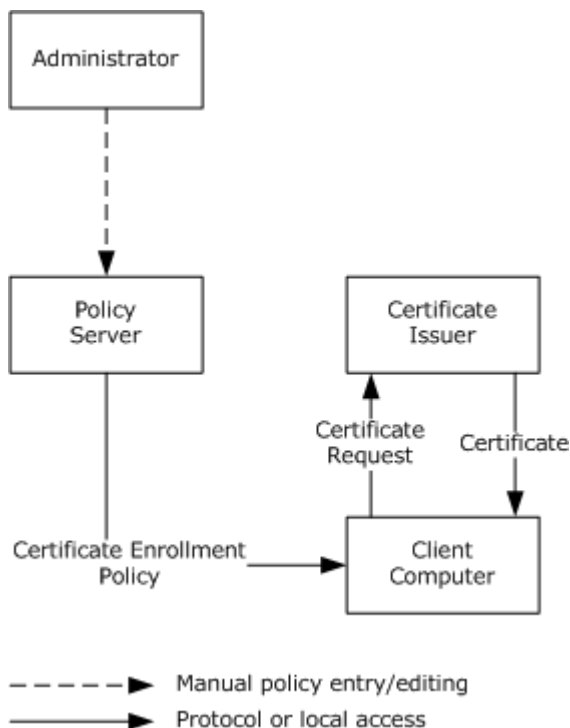 Administrator
Policy
Server
Certificate
Issuer
Certificate
Request
Certificate
Certificate Enrollment
Policy
Client
Computer
Manual policy entry/editing
Protocol or local access